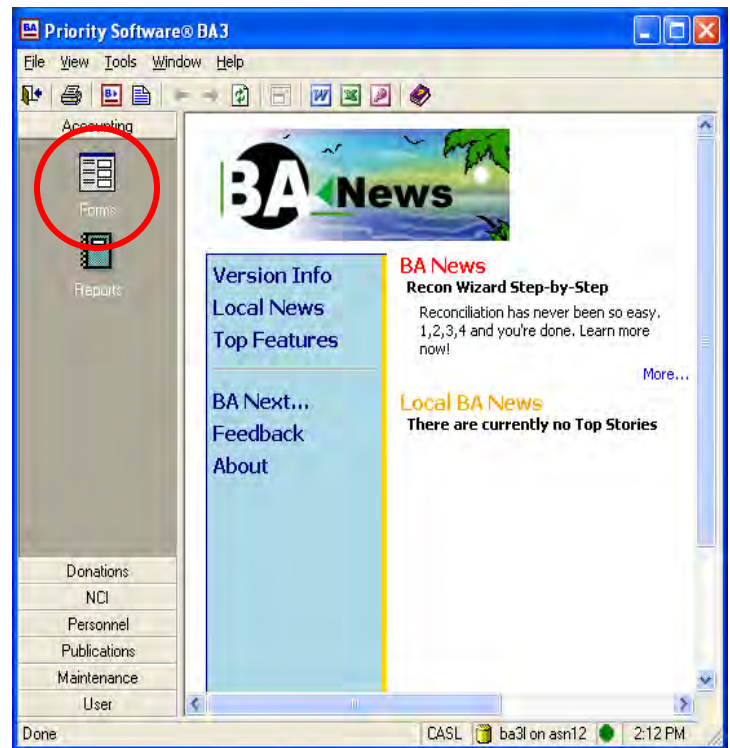 Priority Software® BA3
File View Tools Window Help
Accounting
Forms
Reports
Donations
NCI
Personnel
Publications
Maintenance
User
BA News
Version Info
Local News
Top Features
BA Next...
Feedback
About
BA News
Recon Wizard Step-by-Step
Reconciliation has never been so easy.
1,2,3,4 and you're done. Learn more
now!
More...
Local BA News
There are currently no Top Stories
Done CASL ba3l on asn12 2:12 PM